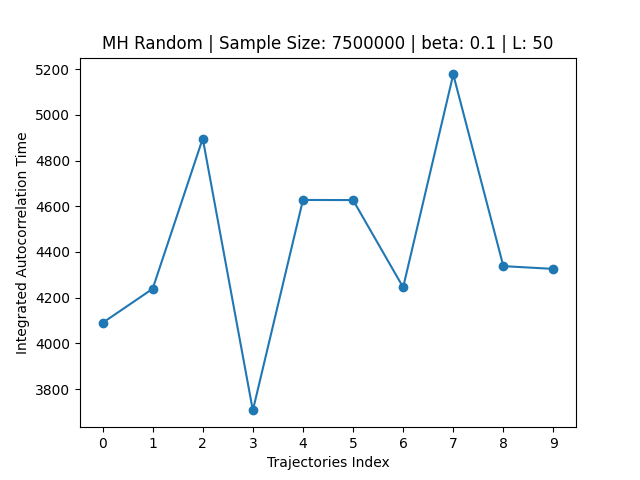 MH Random | Sample Size: 7500000 | beta: 0.1 | L: 50
Integrated Autocorrelation Time
5200
5000
4800
4600
4400
4200
4000
3800
0 1 2 3 4 5 6 7 8 9
Trajectories Index